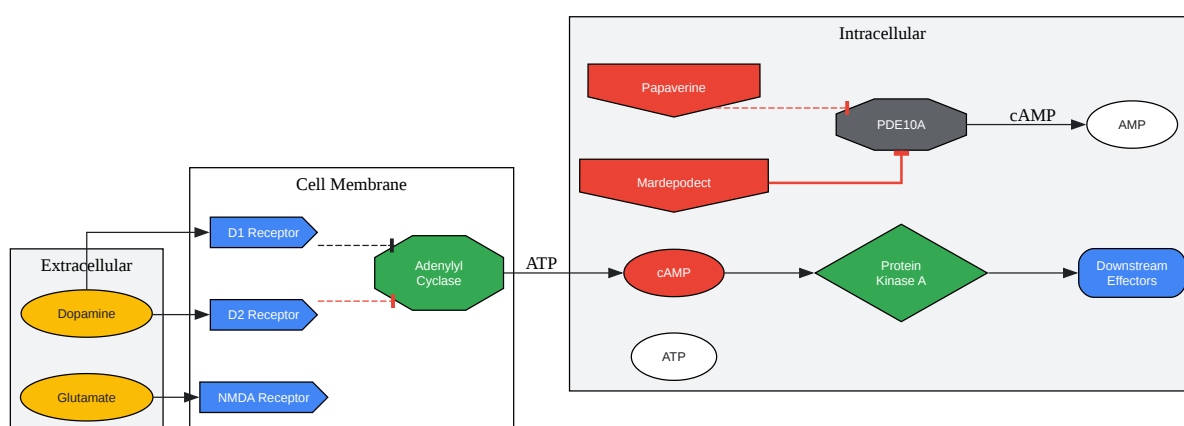 Intracellular
Papaverine
PDE10A
cAMP
AMP
Mardepodect
Cell Membrane
D1 Receptor
Adenylyl
Cyclase
D2 Receptor
NMDA Receptor
Extracellular
Dopamine
Glutamate
ATP
cAMP
Protein
Kinase A
Downstream
Effectors
ATP